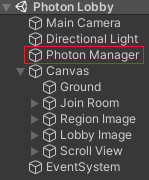 Photon Lobby
Main Camera
Directional Light
Photon Manager
Canvas
Ground
Join Room
Region Image
Lobby Image
Scroll View
EventSystem